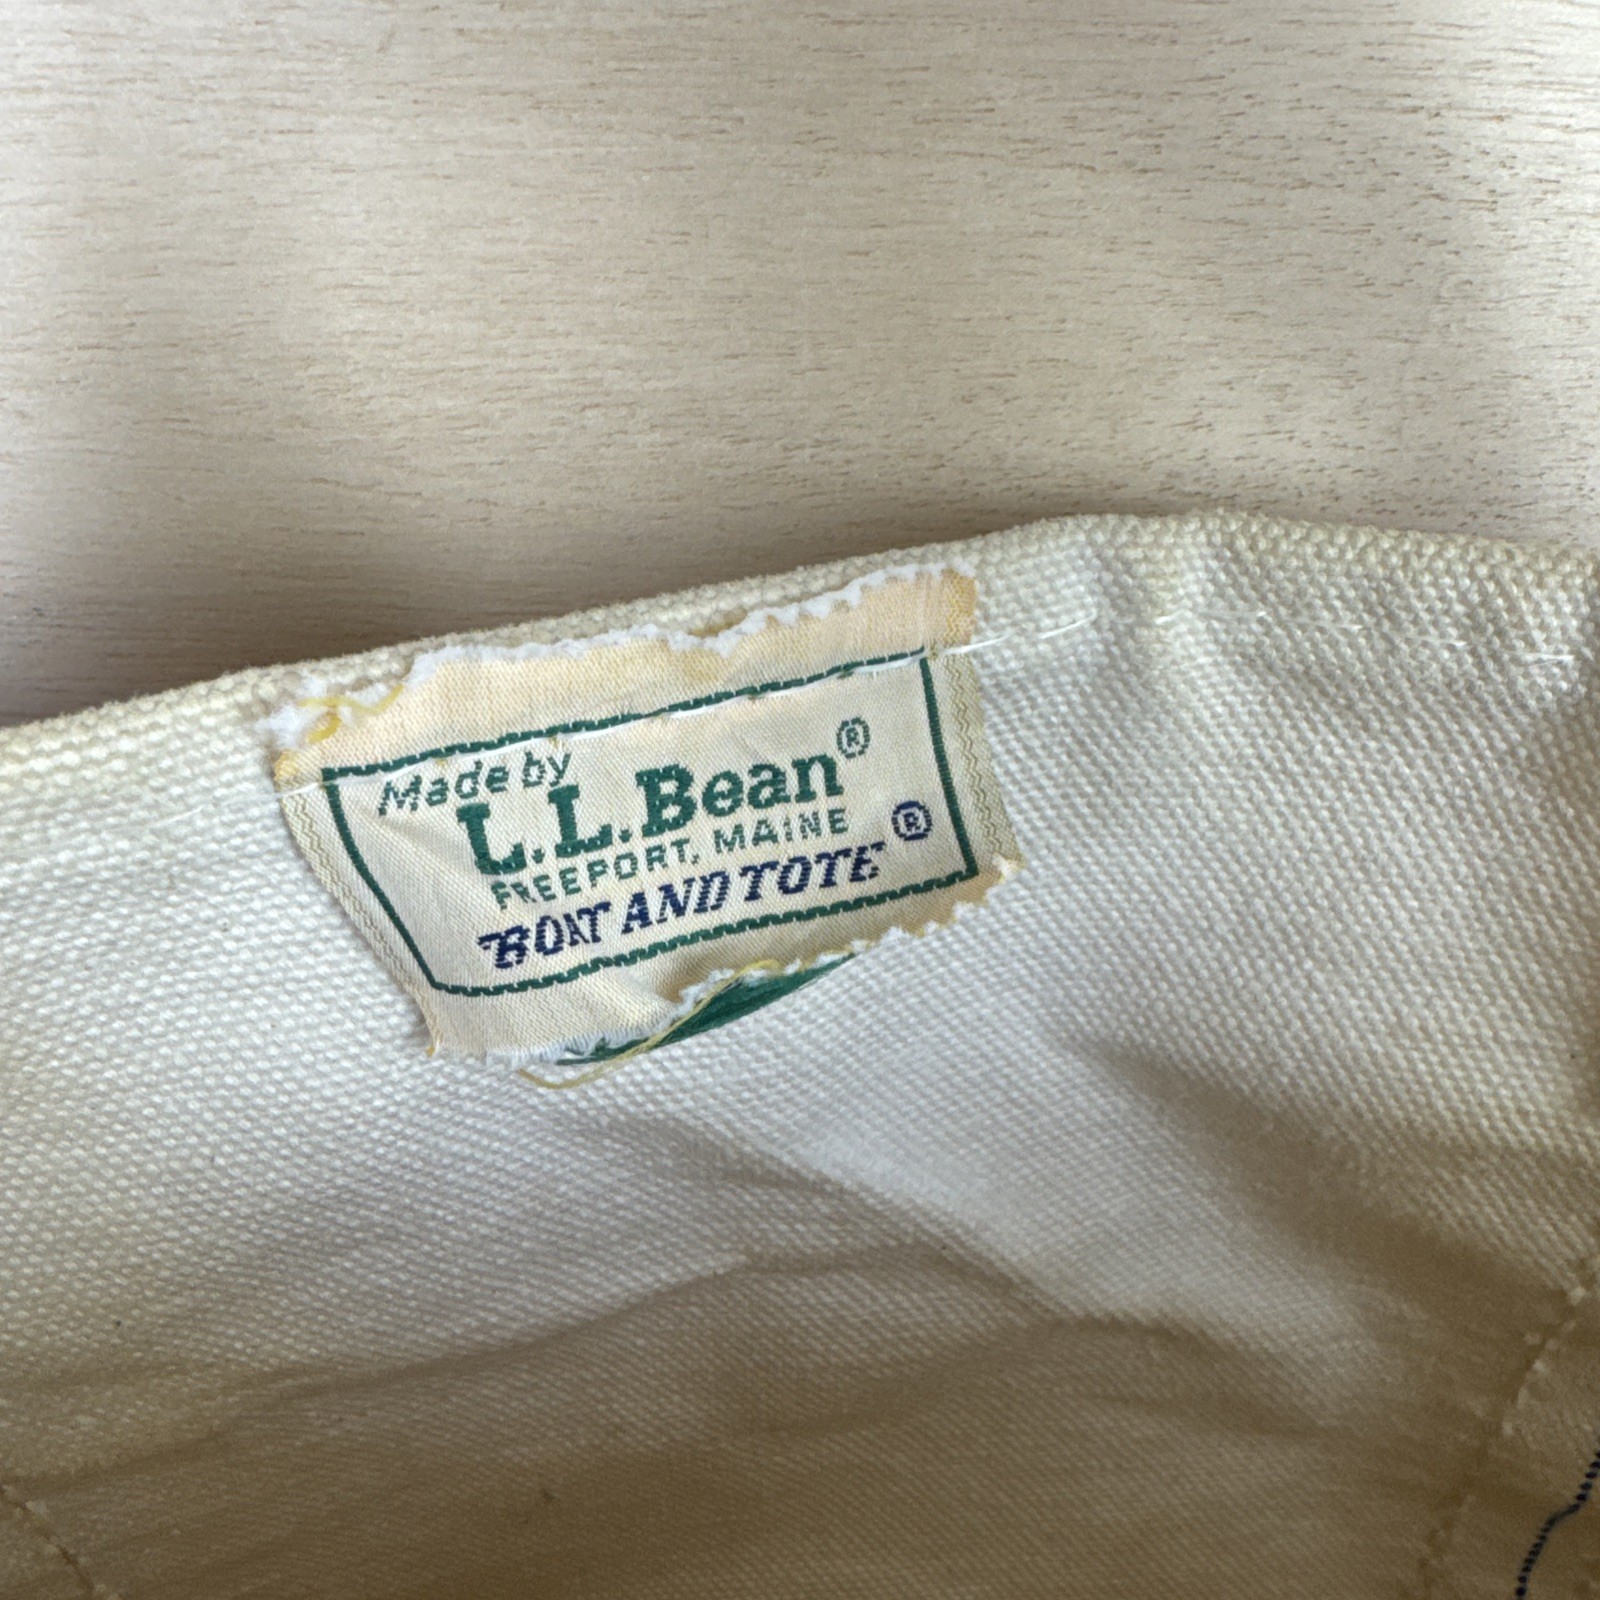 Made by
L.L.Bean®
FREEPORT, MAINE
BOAT AND TOTE®